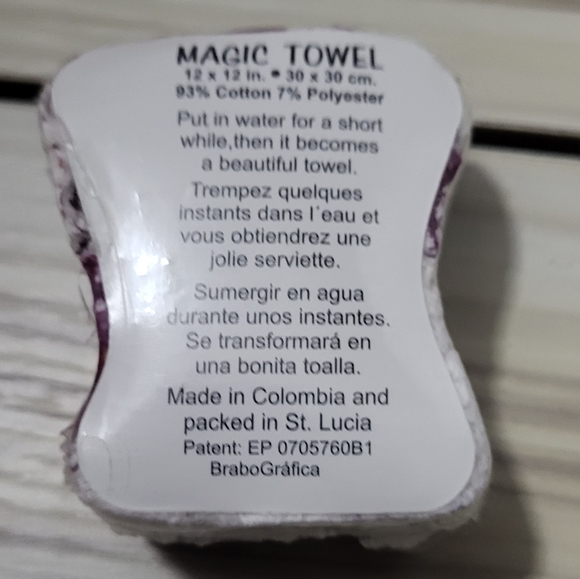 MAGIC TOWEL
12 x 12 in. • 30 x 30 cm.
93% Cotton 7% Polyester
Put in water for a short
while,then it becomes
a beautiful towel.
Trempez quelques
instants dans l´eau et
vous obtiendrez une
jolie serviette.
Sumergir en agua
durante unos instantes.
Se transformará en
una bonita toalla.
Made in Colombia and
packed in St. Lucia
Patent: EP 0705760B1
BraboGráfica